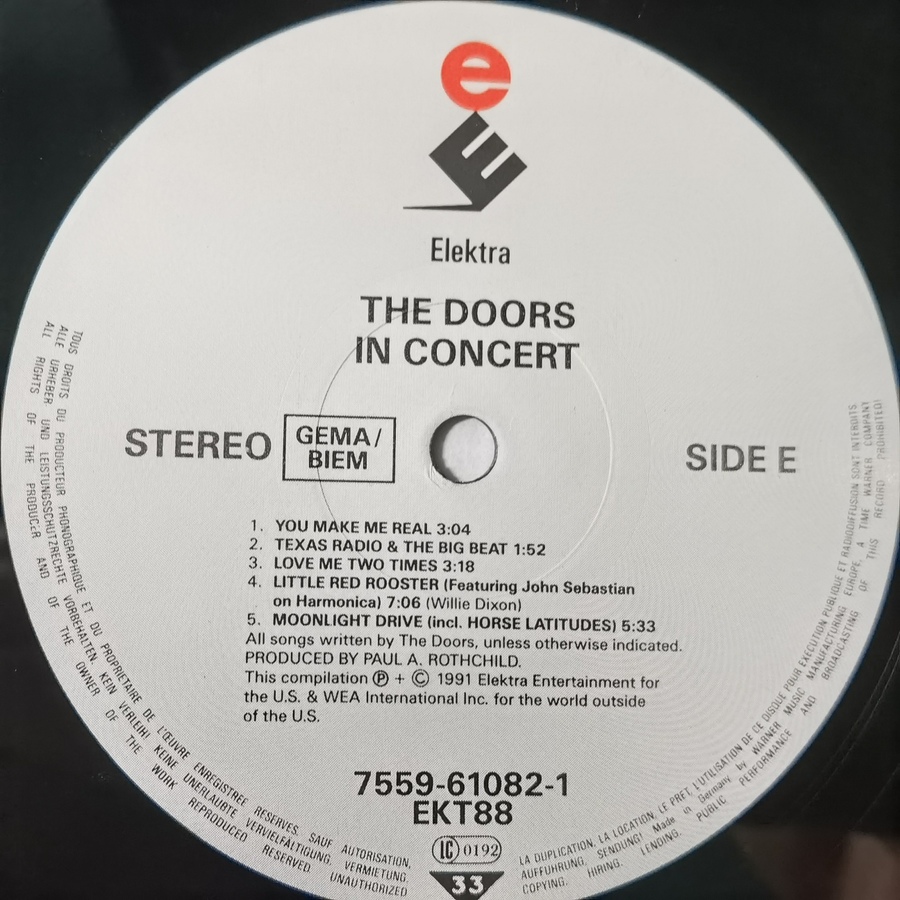 e
E
Elektra
THE DOORS
IN CONCERT
STEREO
GEMA/
BIEM
SIDE E
1. YOU MAKE ME REAL 3:04
2. TEXAS RADIO & THE BIG BEAT 1:52
3. LOVE ME TWO TIMES 3:18
4. LITTLE RED ROOSTER (Featuring John Sebastian
on Harmonica) 7:06 (Willie Dixon)
5. MOONLIGHT DRIVE (incl. HORSE LATITUDES) 5:33
All songs written by The Doors, unless otherwise indicated.
PRODUCED BY PAUL A. ROTHCHILD.
This compilation Ⓟ + © 1991 Elektra Entertainment for
the U.S. & WEA International Inc. for the world outside
of the U.S.
7559-61082-1
EKT88
LC 0192
33
TOUS DROITS DU PRODUCTEUR PHONOGRAPHIQUE ET DU PROPRIETAIRE DE L'ŒUVRE ENREGISTREE RESERVES. SAUF AUTORISATION,
ALLE URHEBER UND LEISTUNGSSCHUTZRECHTE VORBEHALTEN. KEIN VERLEIH! KEINE UNERLAUBTE VERVIELFÄLTIGUNG, VERMIETUNG,
ALL RIGHTS OF THE PRODUCER AND OF THE OWNER OF THE WORK REPRODUCED RESERVED. UNAUTHORIZED
LA DUPLICATION, LA LOCATION, LE PRET, L'UTILISATION DE CE DISQUE POUR EXECUTION PUBLIQUE ET RADIODIFFUSION SONT INTERDITS.
AUFFÜHRUNG, SENDUNG! Made in Germany by WARNER MUSIC MANUFACTURING EUROPE, A TIME WARNER COMPANY
COPYING. HIRING. LENDING. PUBLIC PERFORMANCE AND BROADCASTING OF THIS RECORD PROHIBITED!